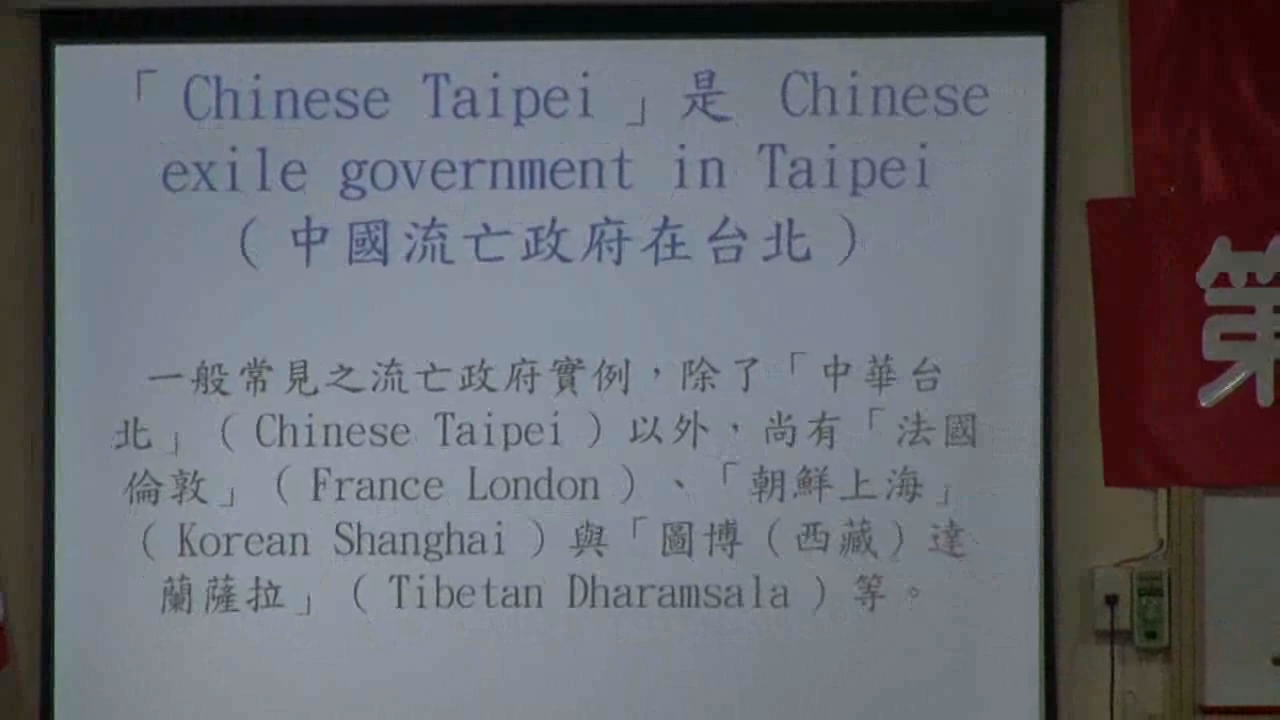 「 Chinese Taipei 」是 Chinese
exile government in Taipei
（中國流亡政府在台北）
一般常見之流亡政府實例，除了「中華台
北」（Chinese Taipei）以外，尚有「法國
倫敦」（France London）、「朝鮮上海」
（Korean Shanghai）與「圖博（西藏）達
蘭薩拉」（Tibetan Dharamsala）等。
第